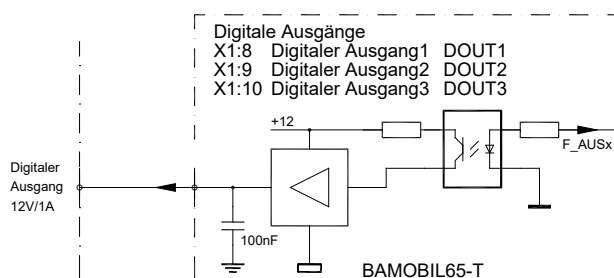 Digitale Ausgänge
X1:8 Digitaler Ausgang1 DOUT1
X1:9 Digitaler Ausgang2 DOUT2
X1:10 Digitaler Ausgang3 DOUT3
+12
F_AUSx
Digitaler
Ausgang
12V/1A
100nF
BAMOBIL65-T